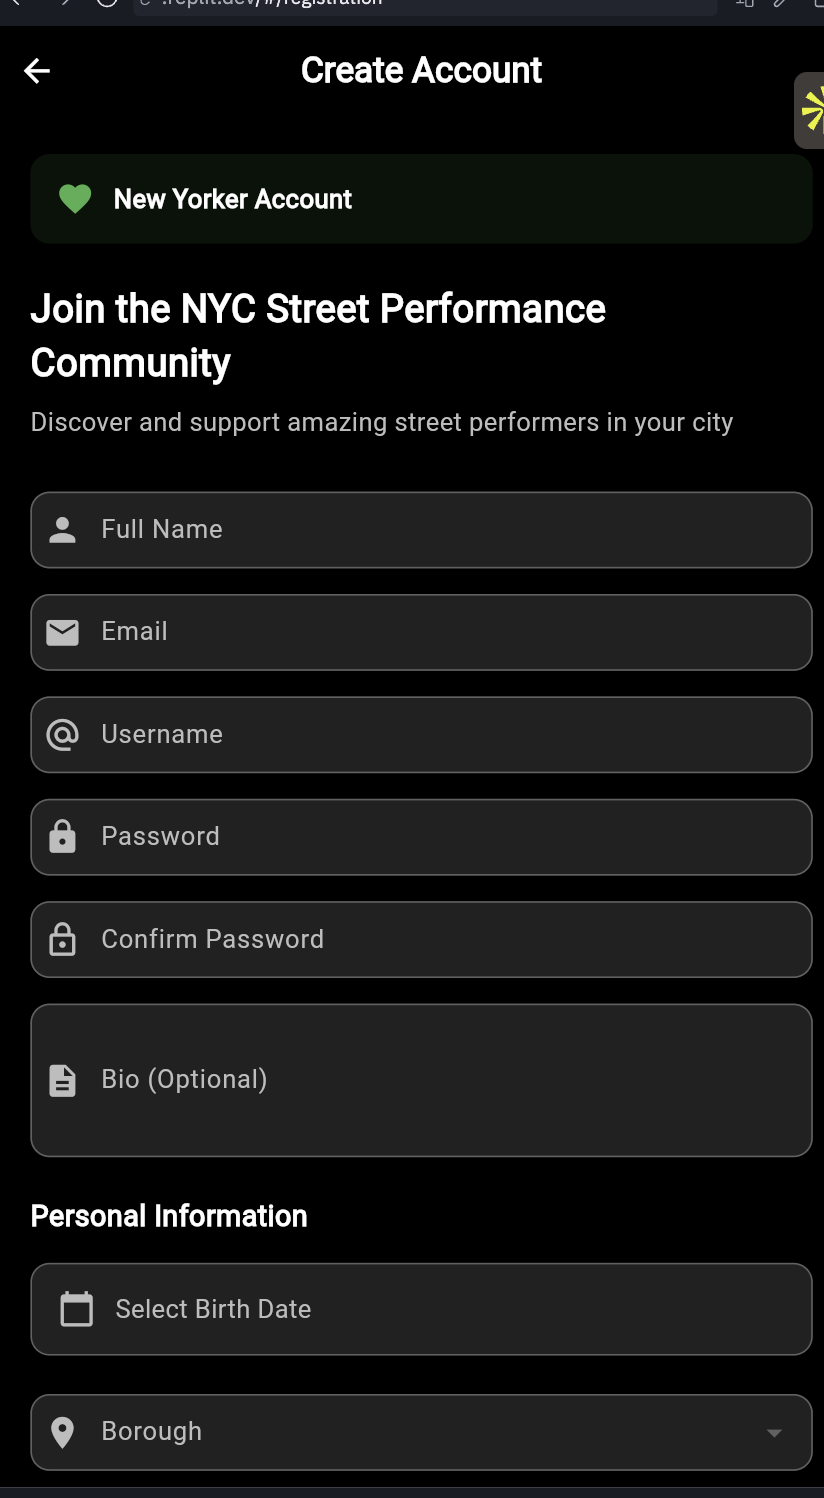 .replit.dev/#/registration
Create Account
New Yorker Account
Join the NYC Street Performance
Community
Discover and support amazing street performers in your city
Full Name
Email
Username
Password
Confirm Password
Bio (Optional)
Personal Information
Select Birth Date
Borough